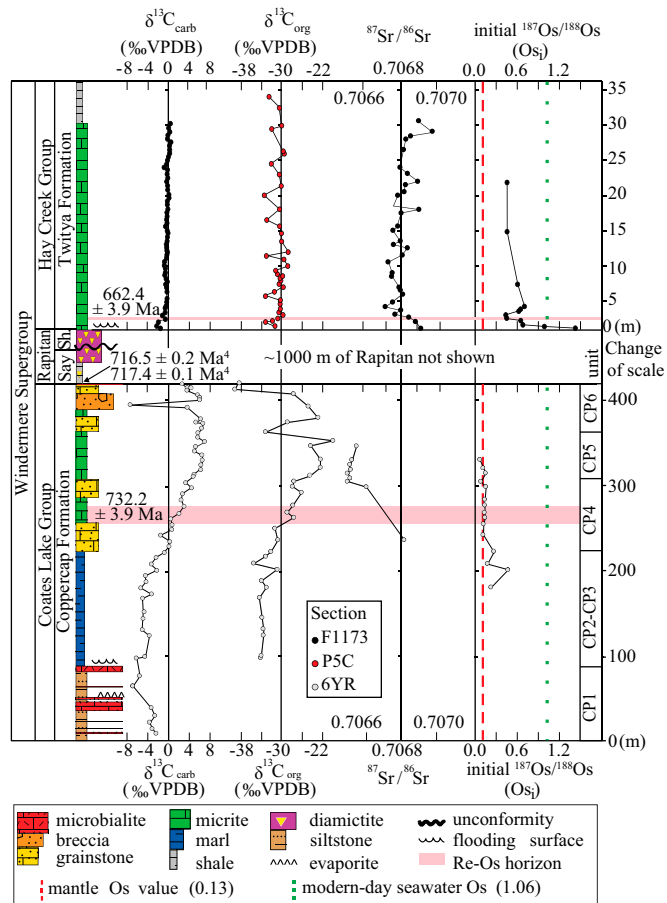 δ¹³Ccarb δ¹³Corg ⁸⁷Sr/⁸⁶Sr initial ¹⁸⁷Os/¹⁸⁸Os
(‰VPDB) (‰VPDB) (Osi)
-8 -4 0 4 8 -38 -30 -22 0.7068 0.0 0.6 1.2
0.7066 0.7070
35
30
25
20
15
10
5
0 (m)
Windermere Supergroup
Hay Creek Group
Twitya Formation
662.4
± 3.9 Ma
Rapitan
Say Sh.
716.5 ± 0.2 Ma⁴
717.4 ± 0.1 Ma⁴
~1000 m of Rapitan not shown
unit
Change
of scale
Coates Lake Group
Coppercap Formation
732.2
± 3.9 Ma
CP6
CP5
CP4
CP2-CP3
CP1
400
300
200
100
0 (m)
Section
F1173
P5C
6YR
0.7066 0.7070
-8 -4 0 4 8 -38 -30 -22 0.7068 0.0 0.6 1.2
δ¹³Ccarb δ¹³Corg ⁸⁷Sr/⁸⁶Sr initial ¹⁸⁷Os/¹⁸⁸Os
(‰VPDB) (‰VPDB) (Osi)
microbialite micrite diamictite unconformity
breccia marl siltstone flooding surface
grainstone shale evaporite Re-Os horizon
mantle Os value (0.13) modern-day seawater Os (1.06)